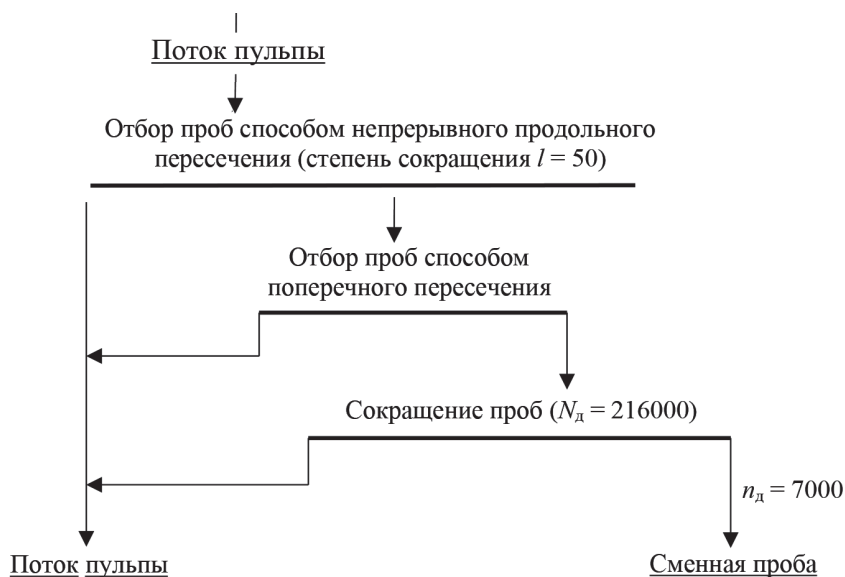 Поток пульпы
Отбор проб способом непрерывного продольного
пересечения (степень сокращения l = 50)
Отбор проб способом
поперечного пересечения
Сокращение проб (Nд = 216000)
nд = 7000
Поток пульпы
Сменная проба